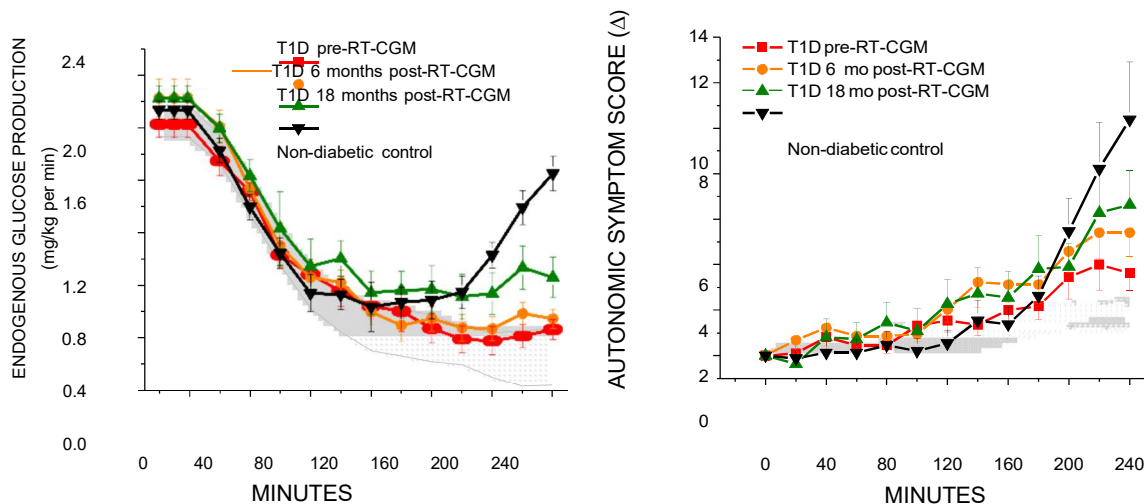 ENDOGENOUS GLUCOSE PRODUCTION
(mg/kg per min)
2.4
2.0
1.6
1.2
0.8
0.4
0.0
T1D pre-RT-CGM
T1D 6 months post-RT-CGM
T1D 18 months post-RT-CGM
Non-diabetic control
0 40 80 120 160 200 240
MINUTES
AUTONOMIC SYMPTOM SCORE (Δ)
14
12
10
8
6
4
2
0
T1D pre-RT-CGM
T1D 6 mo post-RT-CGM
T1D 18 mo post-RT-CGM
Non-diabetic control
0 40 80 120 160 200 240
MINUTES